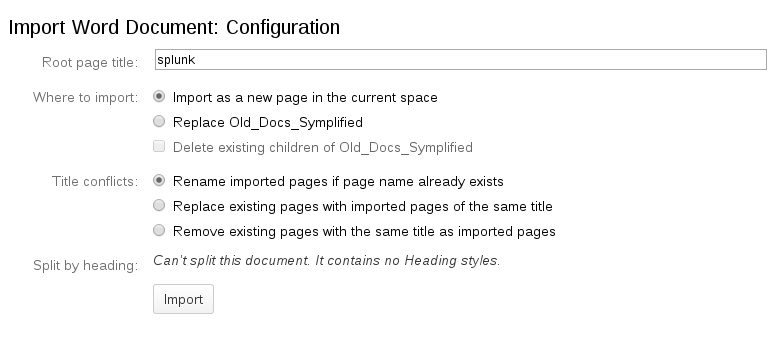 Import Word Document: Configuration
Root page title: splunk
Where to import: Import as a new page in the current space
Replace Old_Docs_Symplified
Delete existing children of Old_Docs_Symplified
Title conflicts: Rename imported pages if page name already exists
Replace existing pages with imported pages of the same title
Remove existing pages with the same title as imported pages
Split by heading: Can't split this document. It contains no Heading styles.
Import